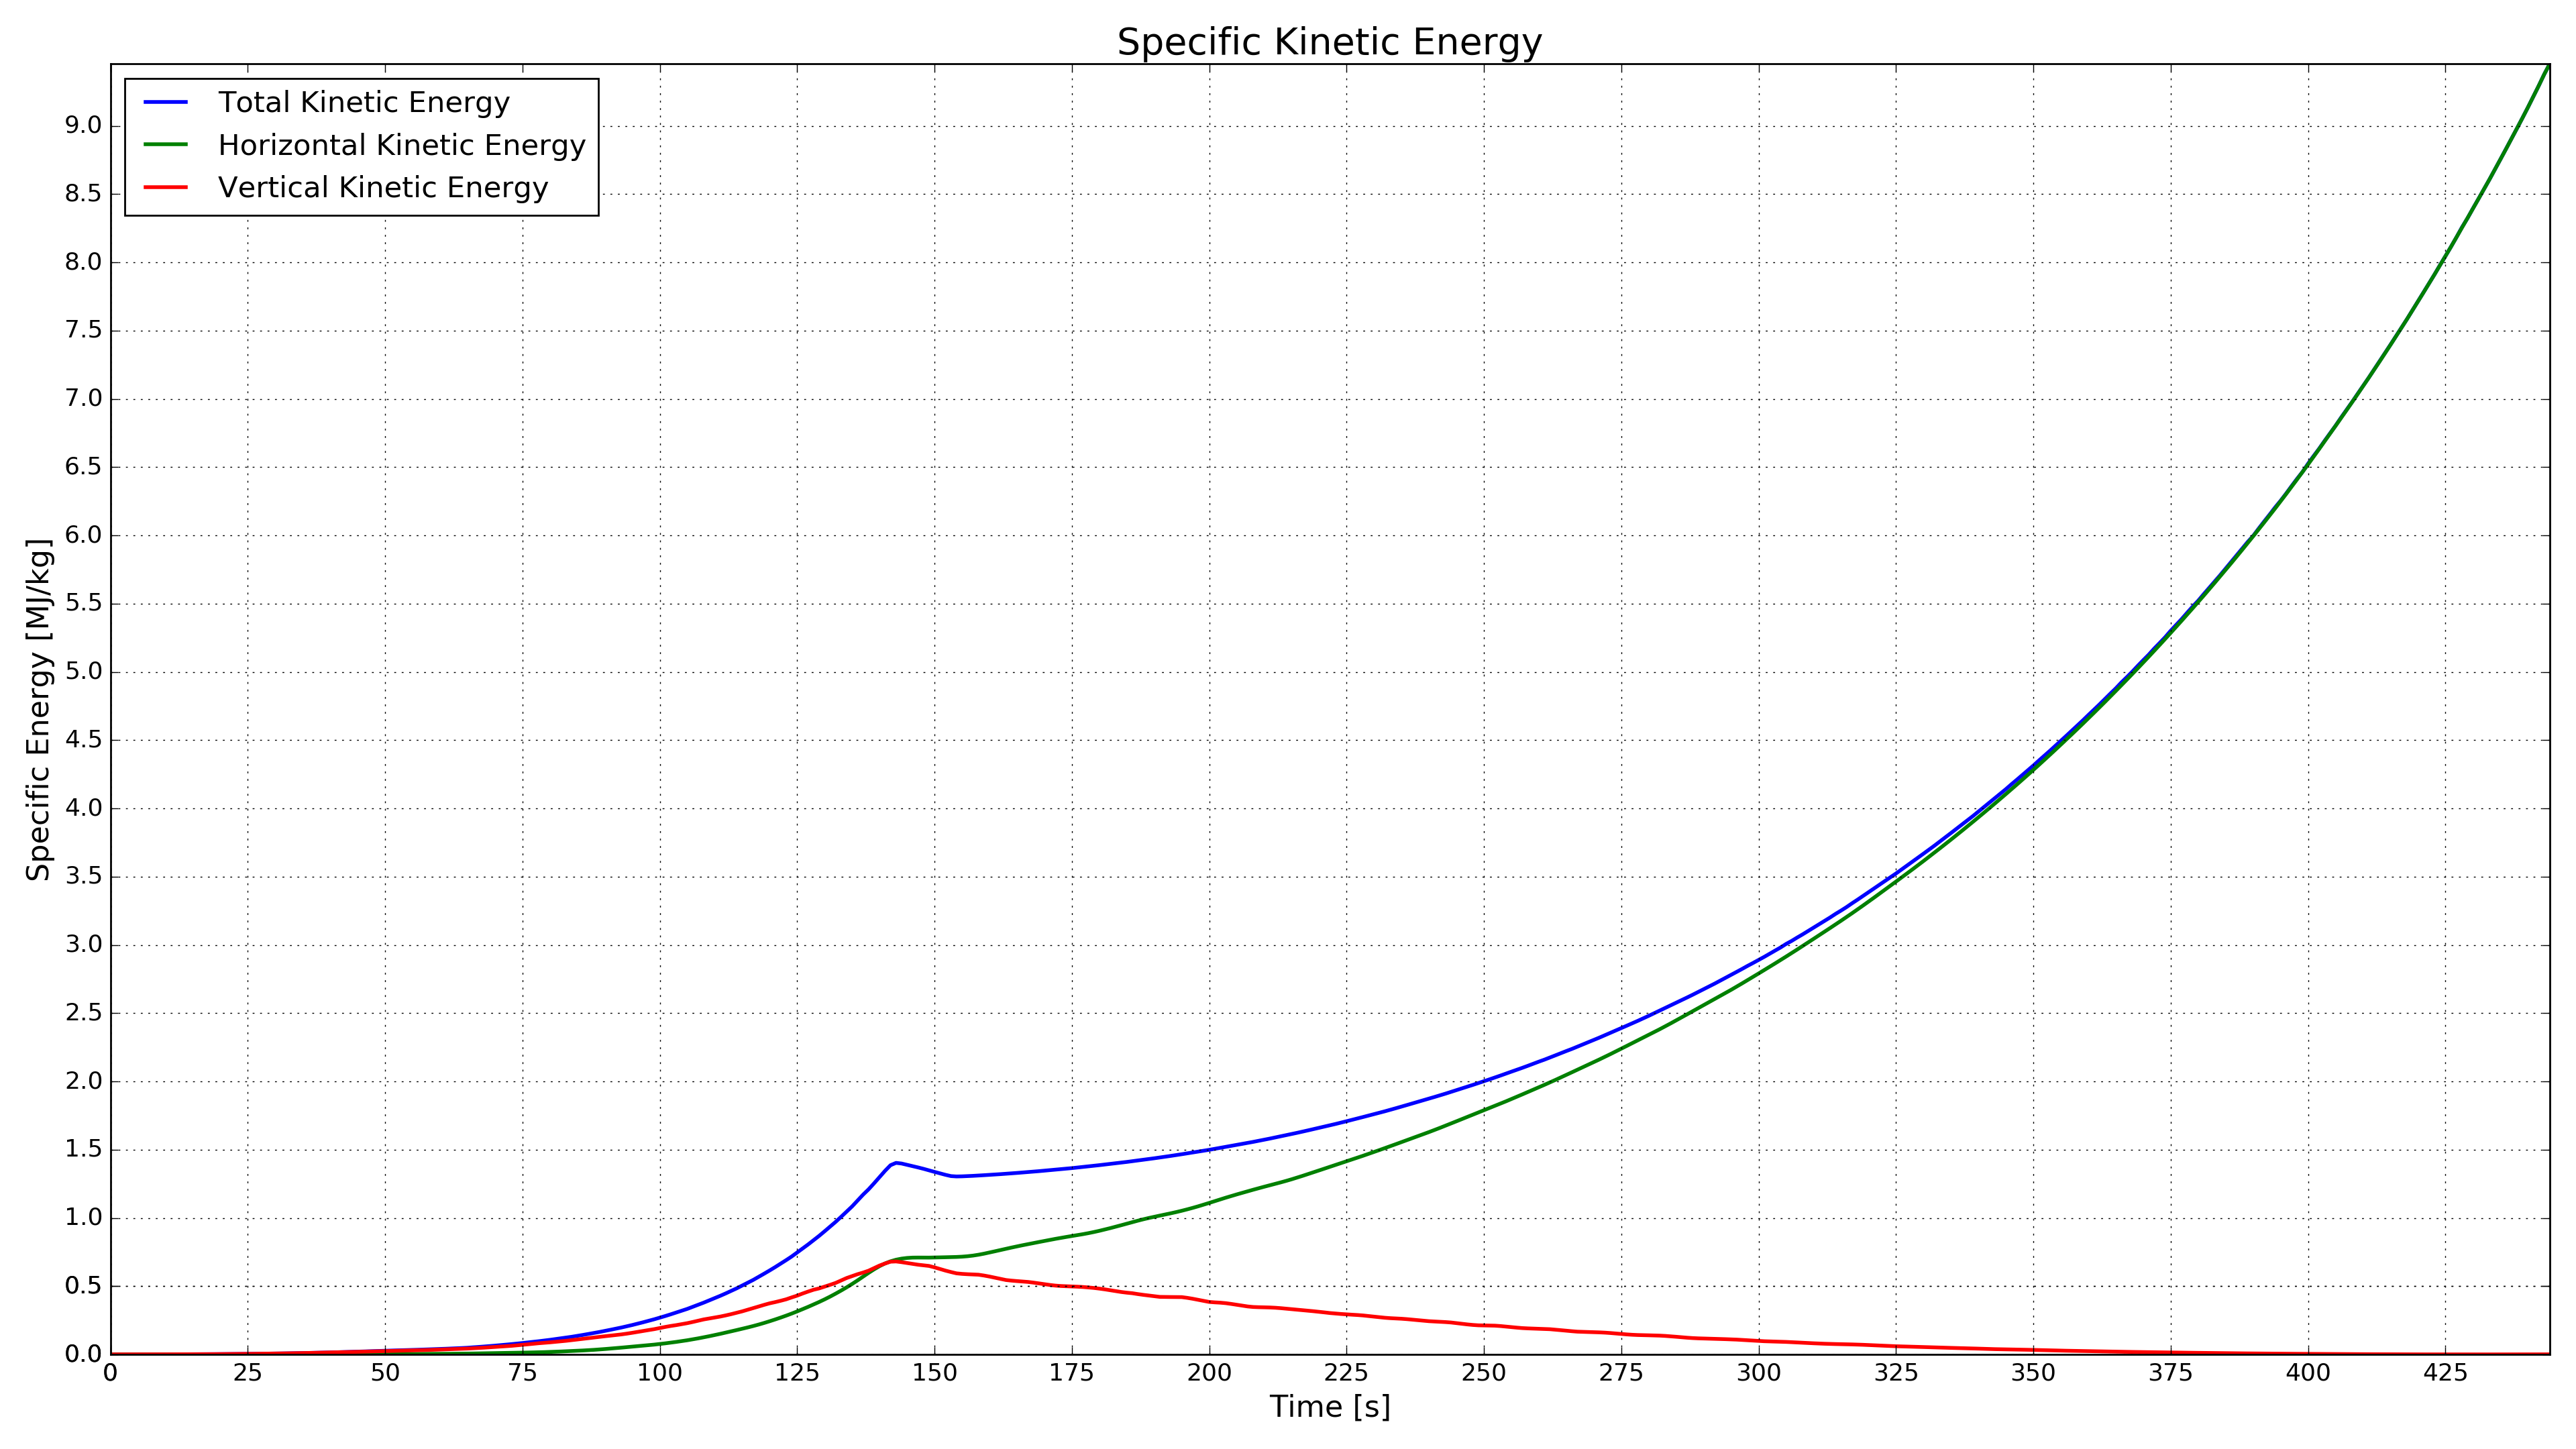 Specific Kinetic Energy
Total Kinetic Energy
Horizontal Kinetic Energy
Vertical Kinetic Energy
Specific Energy [MJ/kg]
9.0
8.5
8.0
7.5
7.0
6.5
6.0
5.5
5.0
4.5
4.0
3.5
3.0
2.5
2.0
1.5
1.0
0.5
0.0
0 25 50 75 100 125 150 175 200 225 250 275 300 325 350 375 400 425
Time [s]